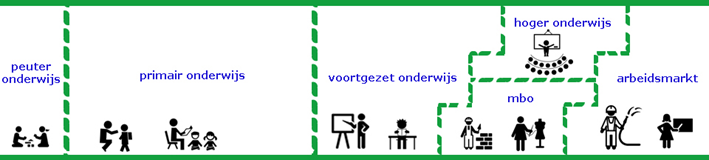 peuter
onderwijs
primair onderwijs
voortgezet onderwijs
hoger onderwijs
mbo
arbeidsmarkt